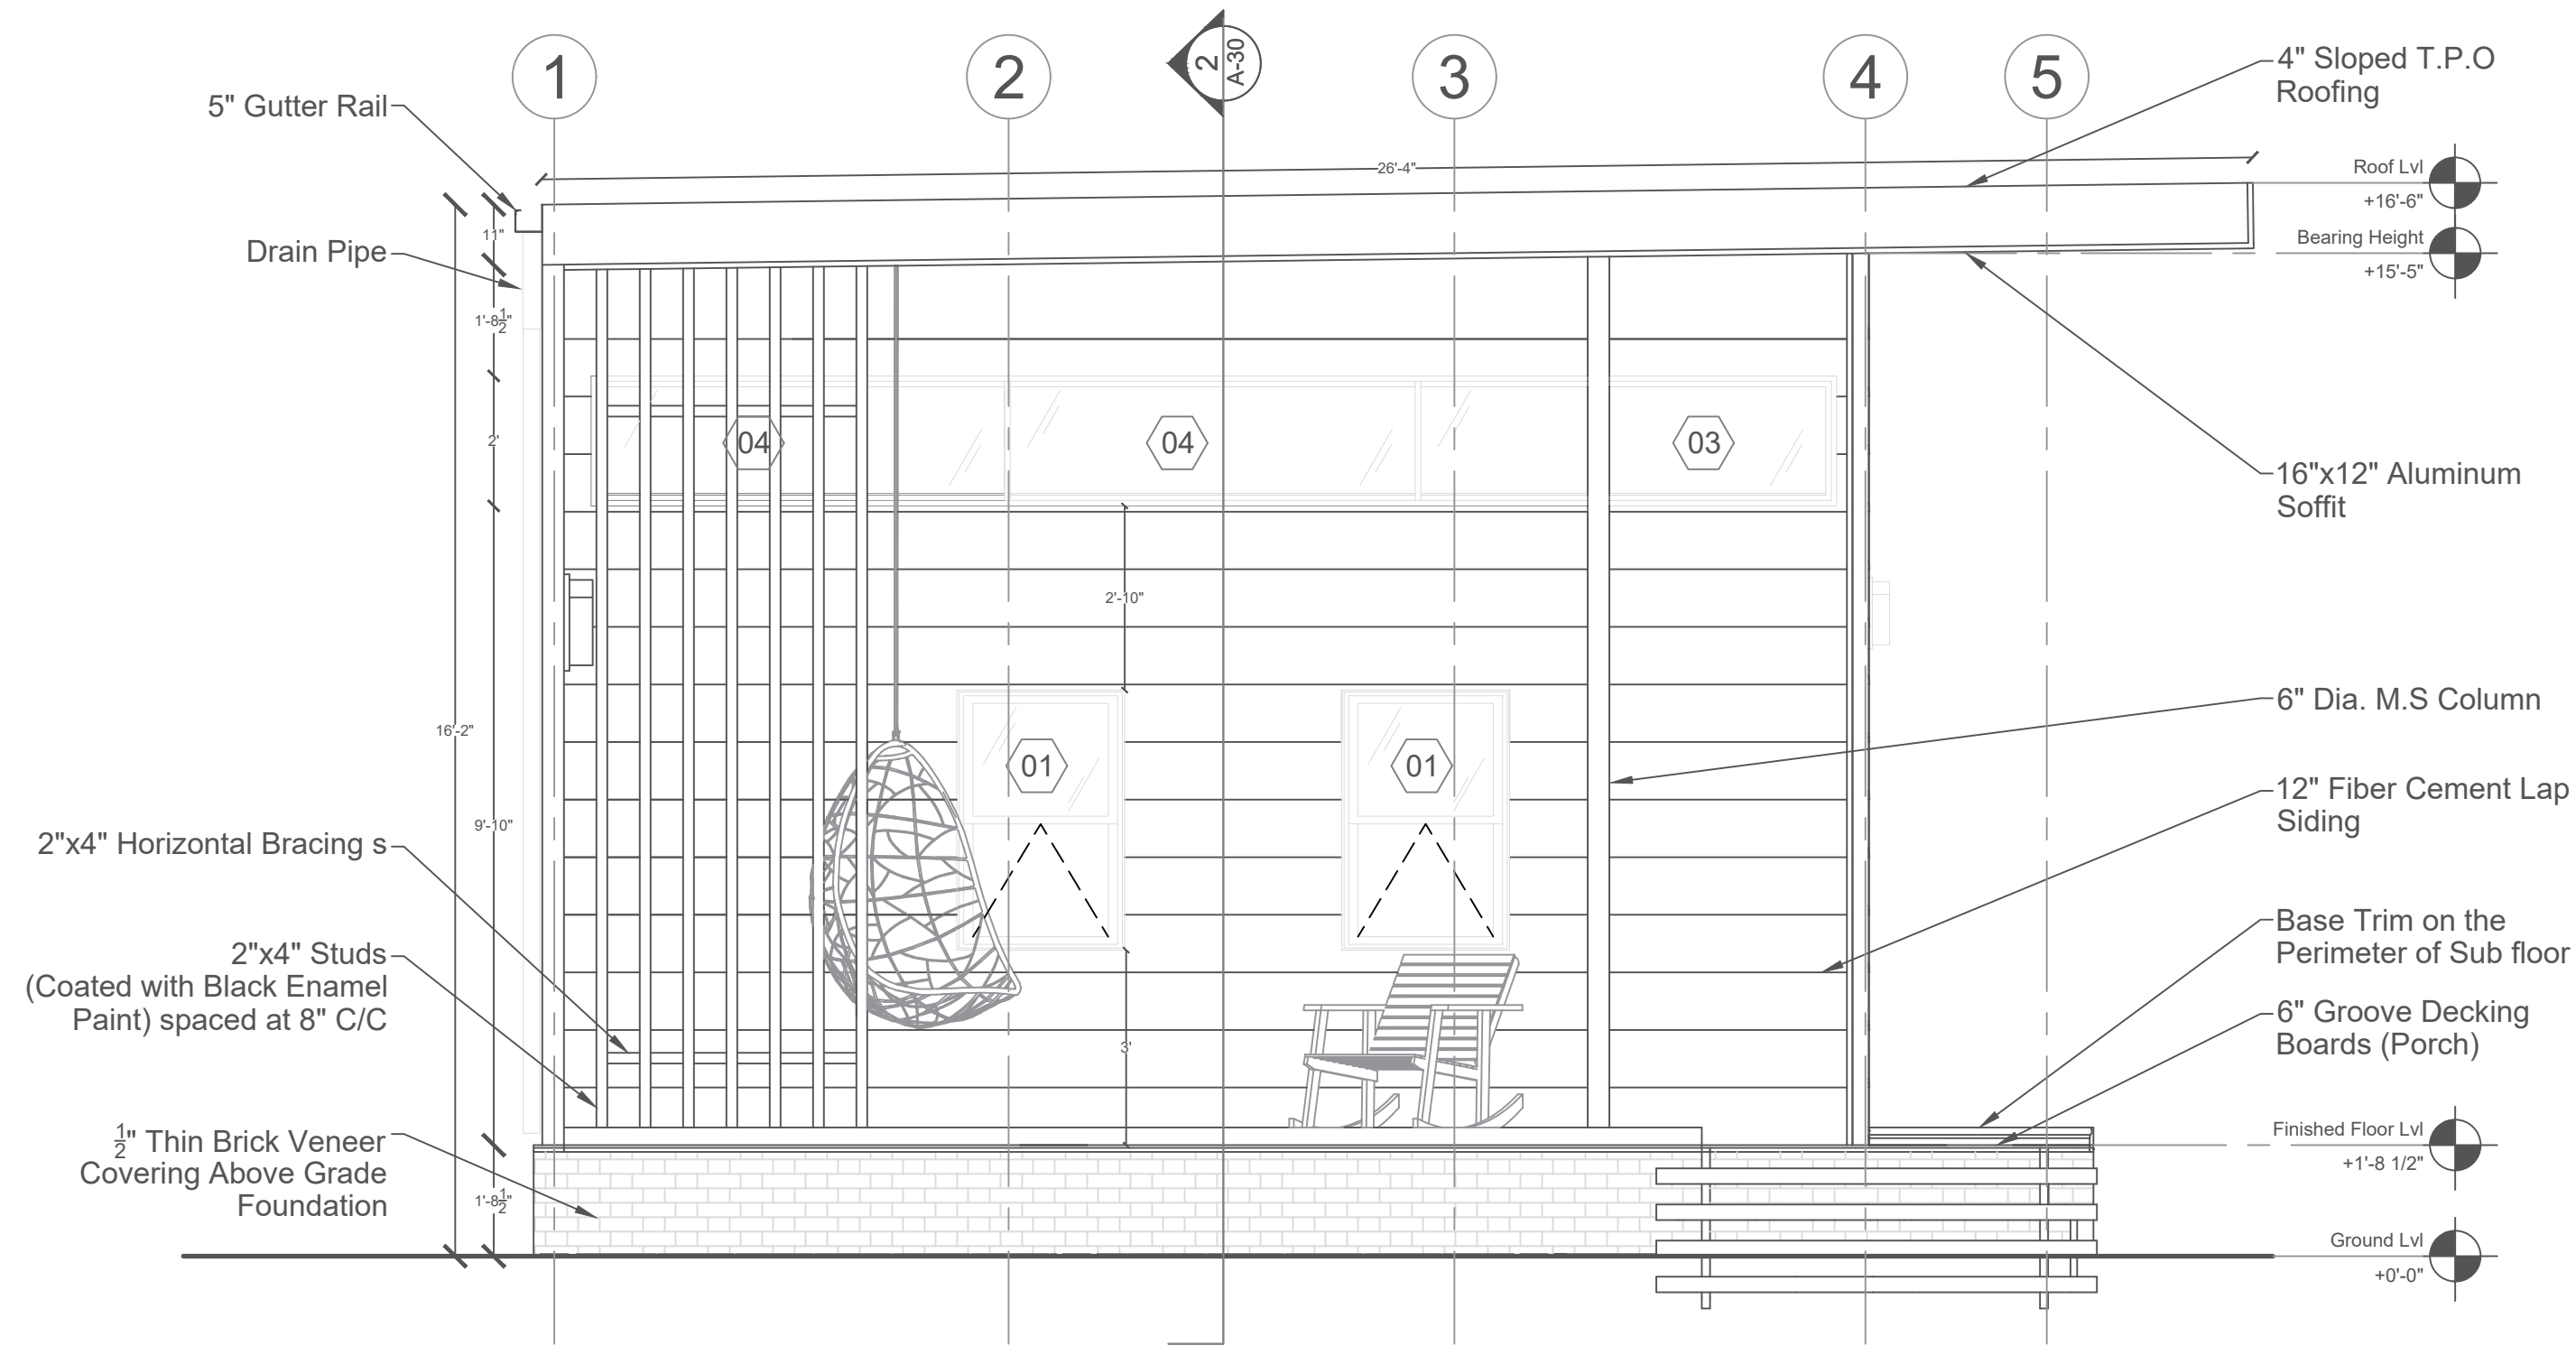 1
2
2
A-30
3
4
5
5" Gutter Rail
Drain Pipe
2"x4" Horizontal Bracing s
2"x4" Studs
(Coated with Black Enamel
Paint) spaced at 8" C/C
1/2" Thin Brick Veneer
Covering Above Grade
Foundation
26'-4"
11"
1'-8 1/2"
2'
16'-2"
9'-10"
1'-8 1/2"
04
04
03
2'-10"
01
01
3'
4" Sloped T.P.O
Roofing
Roof Lvl
+16'-6"
Bearing Height
+15'-5"
16"x12" Aluminum
Soffit
6" Dia. M.S Column
12" Fiber Cement Lap
Siding
Base Trim on the
Perimeter of Sub floor
6" Groove Decking
Boards (Porch)
Finished Floor Lvl
+1'-8 1/2"
Ground Lvl
+0'-0"